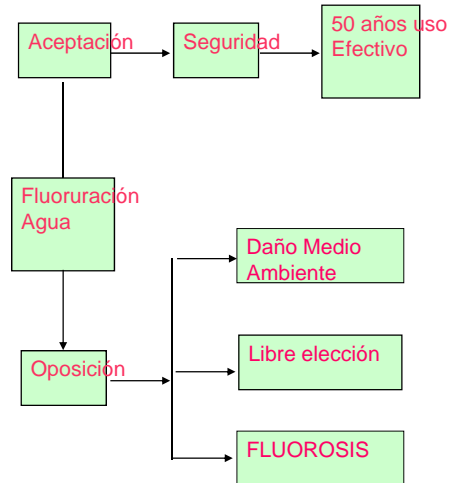 Aceptación
Seguridad
50 años uso
Efectivo
Fluoruración
Agua
Daño Medio
Ambiente
Oposición
Libre elección
FLUOROSIS